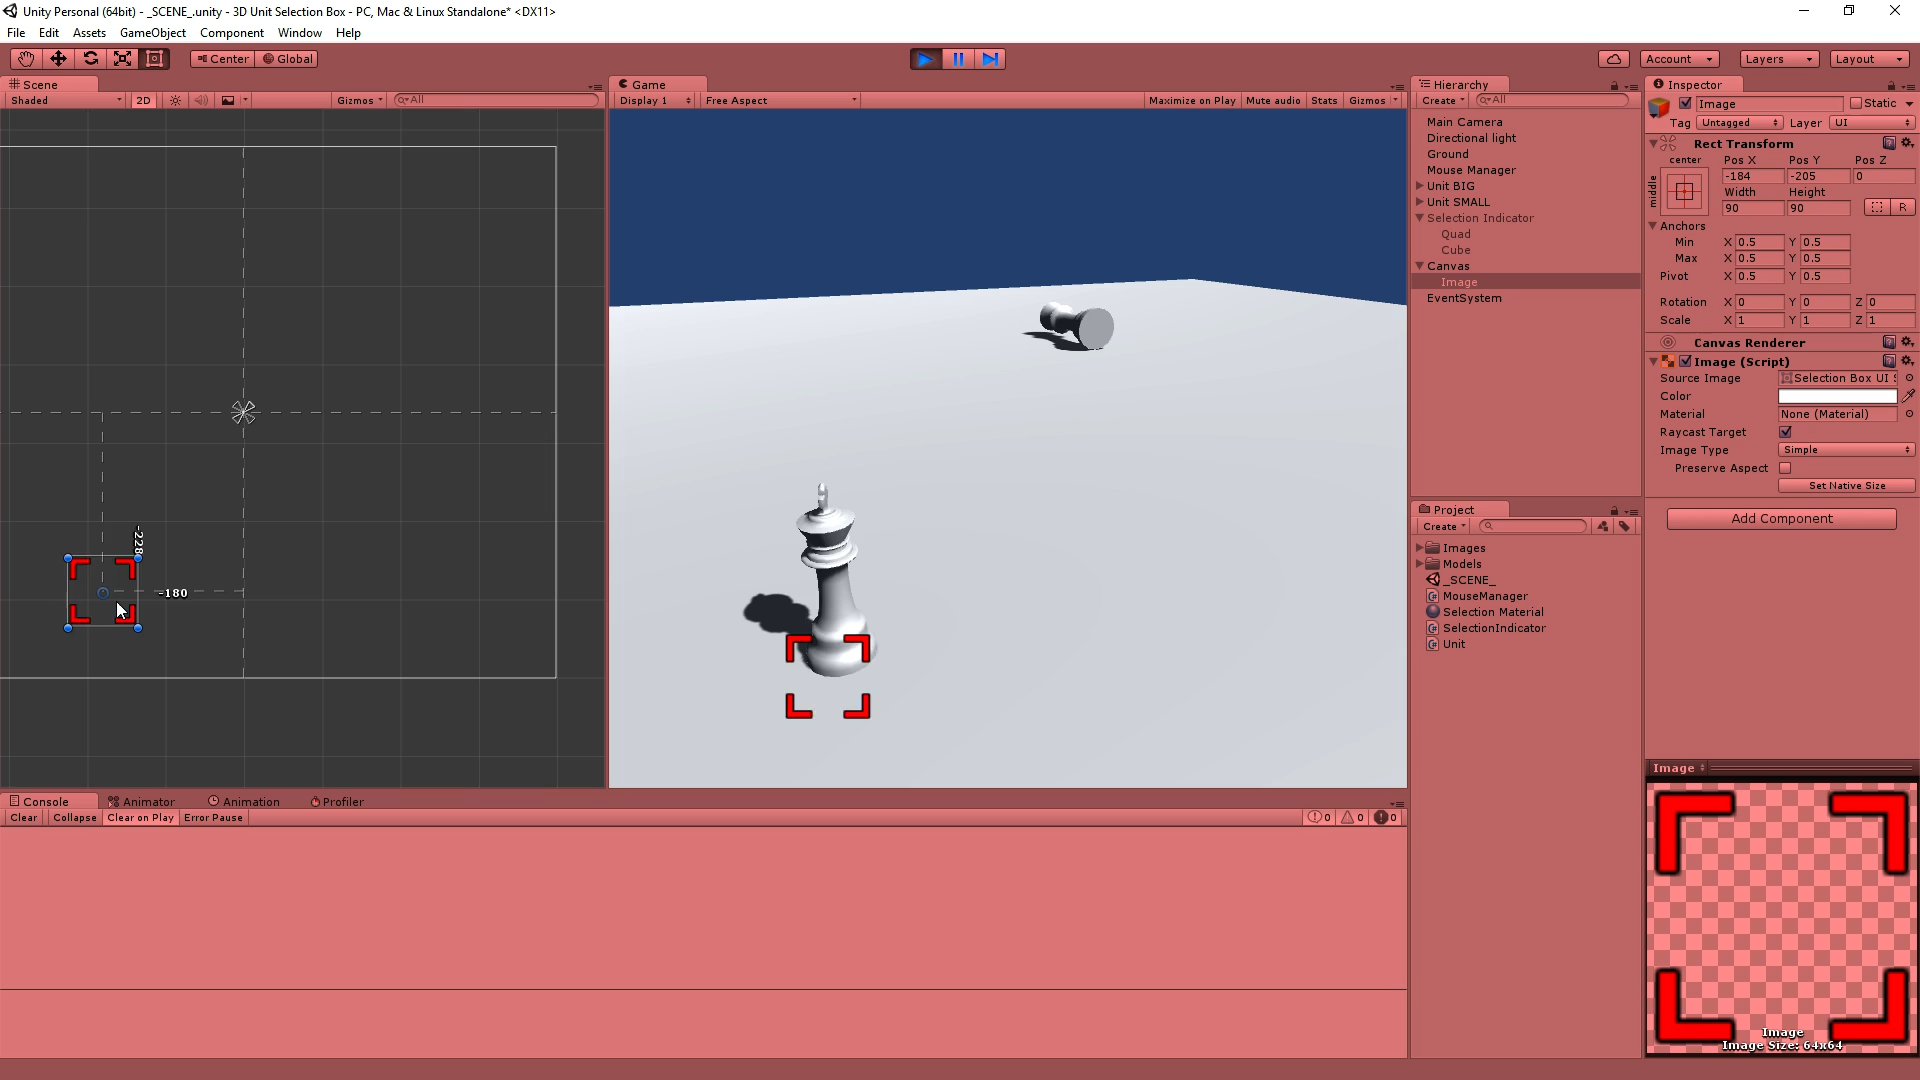 Unity Personal (64bit) - _SCENE_.unity - 3D Unit Selection Box - PC, Mac & Linux Standalone* <DX11>
File Edit Assets GameObject Component Window Help
Center Global
Account Layers Layout
Scene
Shaded 2D Gizmos All
-228
-180
Game
Display 1 Free Aspect Maximize on Play Mute audio Stats Gizmos
Hierarchy
Create All
Main Camera
Directional light
Ground
Mouse Manager
Unit BIG
Unit SMALL
Selection Indicator
Quad
Cube
Canvas
Image
EventSystem
Project
Create
Images
Models
_SCENE_
MouseManager
Selection Material
SelectionIndicator
Unit
Inspector
Image Static
Tag Untagged Layer UI
Rect Transform
center Pos X Pos Y Pos Z
middle
-184 -205 0
Width Height
90 90 R
Anchors
Min X 0.5 Y 0.5
Max X 0.5 Y 0.5
Pivot X 0.5 Y 0.5
Rotation X 0 Y 0 Z 0
Scale X 1 Y 1 Z 1
Canvas Renderer
Image (Script)
Source Image Selection Box UI
Color
Material None (Material)
Raycast Target
Image Type Simple
Preserve Aspect
Set Native Size
Add Component
Image
Image
Image Size: 64x64
Console Animator Animation Profiler
Clear Collapse Clear on Play Error Pause 0 0 0